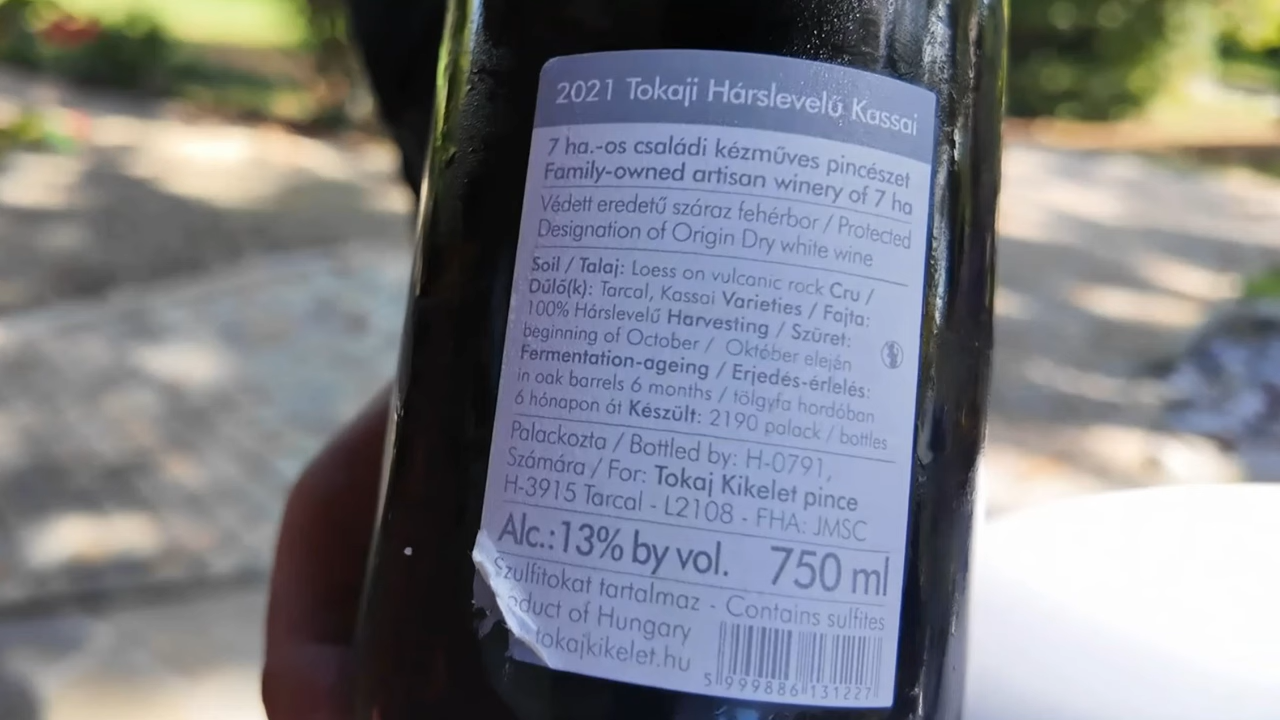 2021 Tokaji Hárslevelű Kassai
7 ha.-os családi kézműves pincészet
Family-owned artisan winery of 7 ha
Védett eredetű száraz fehérbor / Protected
Designation of Origin Dry white wine
Soil / Talaj: Loess on vulcanic rock Cru /
Dűlő(k): Tarcal, Kassai Varieties / Fajta:
100% Hárslevelű Harvesting / Szüret:
beginning of October / Október elején
Fermentation-ageing / Erjedés-érlelés:
in oak barrels 6 months / tölgyfa hordóban
6 hónapon át Készült: 2190 palack / bottles
Palackozta / Bottled by: H-0791,
Számára / For: Tokaj Kikelet pince
H-3915 Tarcal - L2108 - FHA: JMSC
Alc.:13% by vol. 750 ml
Szulfitokat tartalmaz - Contains sulfites
oduct of Hungary
tokajkikelet.hu
5 999886 131227